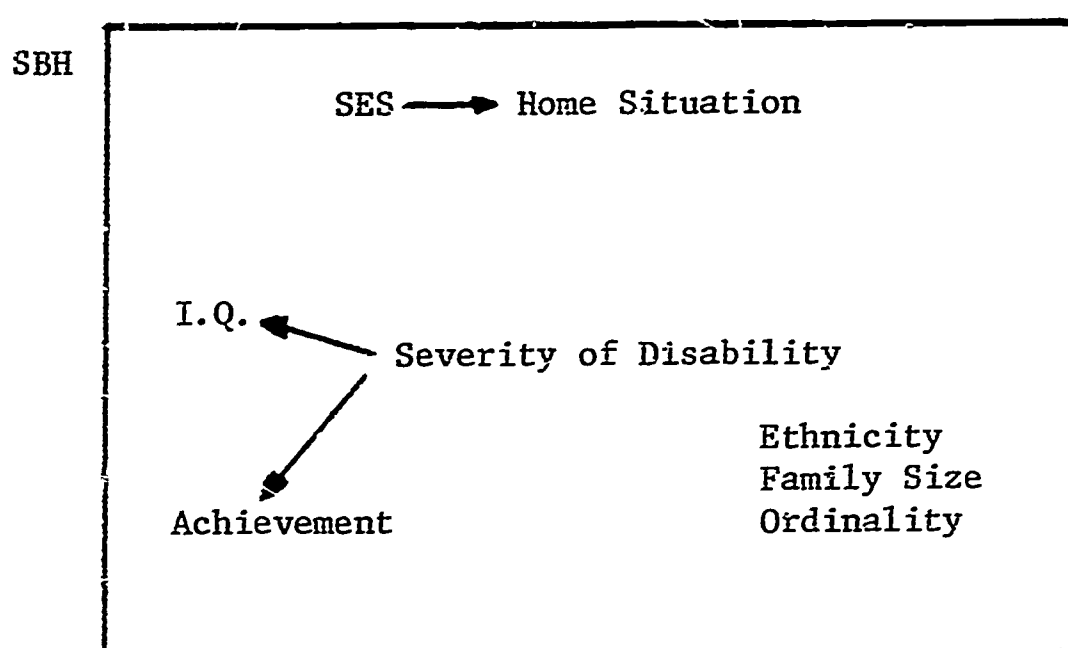 SBH
SES Home Situation
I.Q.
Severity of Disability
Ethnicity
Family Size
Ordinality
Achievement